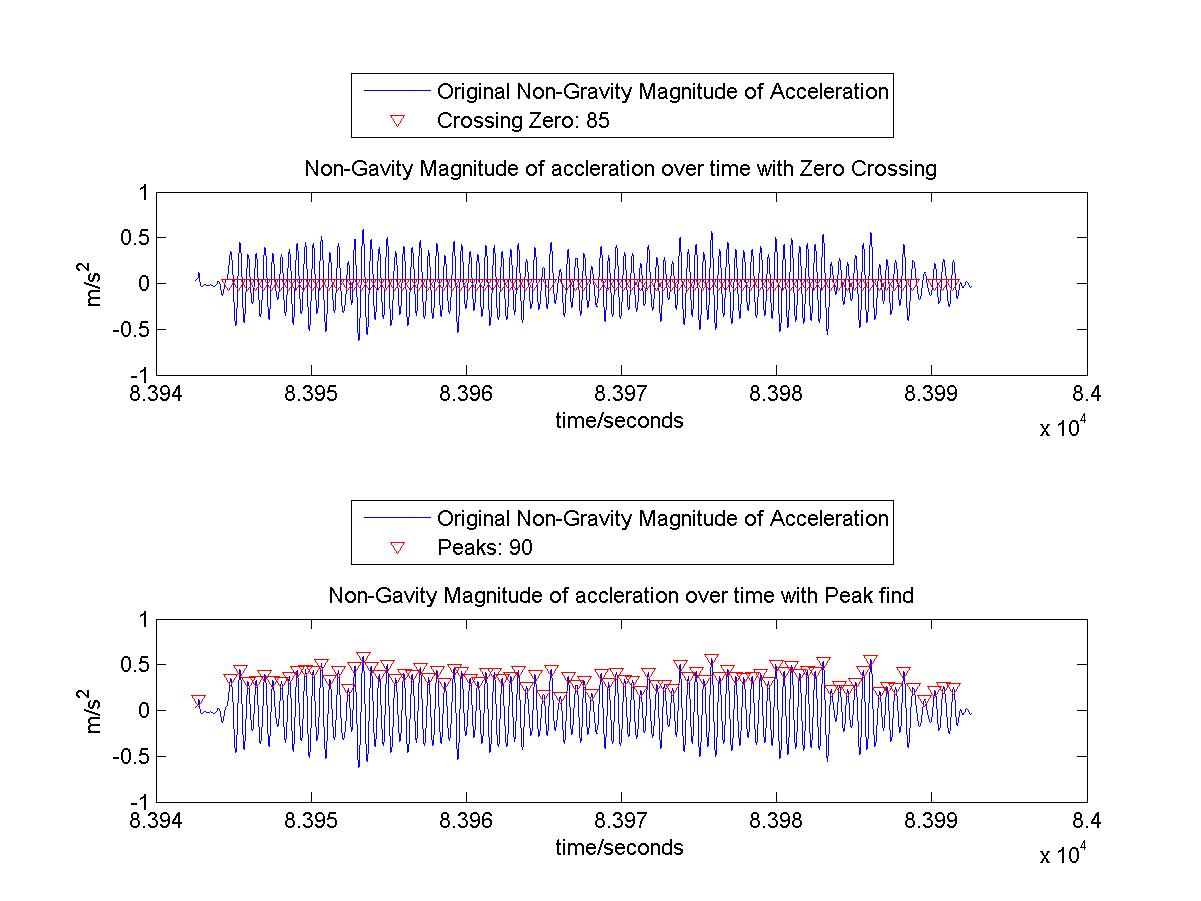 Original Non-Gravity Magnitude of Acceleration
Crossing Zero: 85
Non-Gavity Magnitude of accleration over time with Zero Crossing
1
0.5
0
-0.5
-1
m/s²
8.394 8.395 8.396 8.397 8.398 8.399 8.4
time/seconds
x 10⁴
Original Non-Gravity Magnitude of Acceleration
Peaks: 90
Non-Gavity Magnitude of accleration over time with Peak find
1
0.5
0
-0.5
-1
m/s²
8.394 8.395 8.396 8.397 8.398 8.399 8.4
time/seconds
x 10⁴